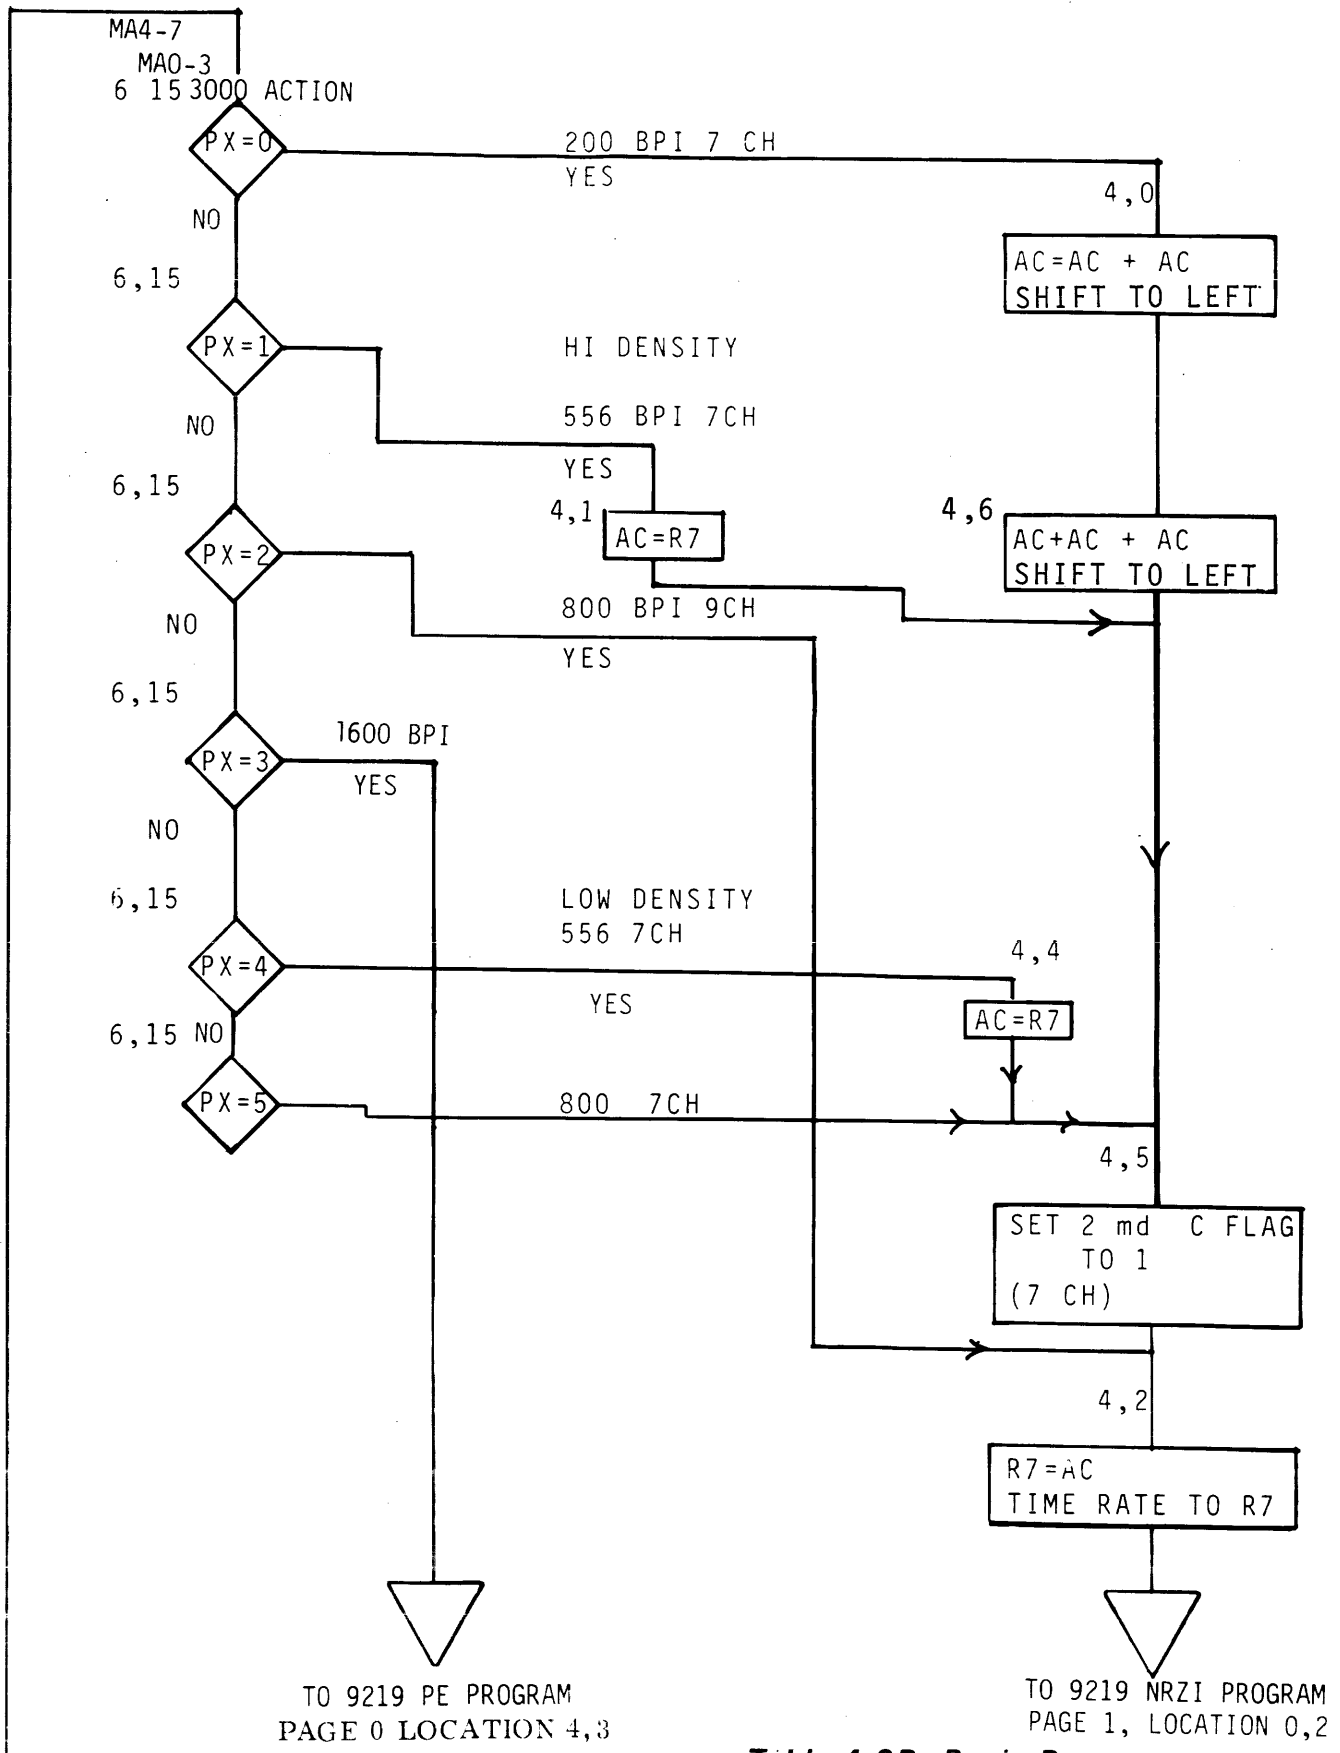 MA4-7
MA0-3
6 15 3000 ACTION
PX=0
200 BPI 7 CH
YES
4,0
NO
AC=AC + AC
SHIFT TO LEFT
6,15
PX=1
HI DENSITY
556 BPI 7CH
NO
YES
6,15
4,1
AC=R7
4,6
AC+AC + AC
SHIFT TO LEFT
PX=2
800 BPI 9CH
NO
YES
6,15
1600 BPI
PX=3
YES
NO
6,15
LOW DENSITY
556 7CH
4,4
PX=4
YES
AC=R7
6,15 NO
PX=5
800 7CH
4,5
SET 2 md C FLAG
TO 1
(7 CH)
4,2
R7=AC
TIME RATE TO R7
TO 9219 PE PROGRAM
PAGE 0 LOCATION 4,3
TO 9219 NRZI PROGRAM
PAGE 1, LOCATION 0,2